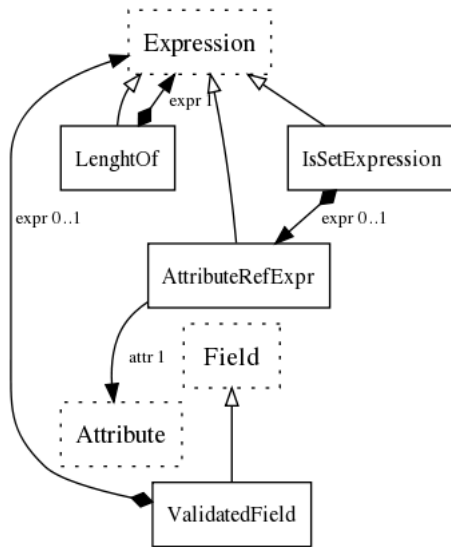 Expression
expr 1
LenghtOf
IsSetExpression
expr 0..1
expr 0..1
AttributeRefExpr
Field
attr 1
Attribute
ValidatedField